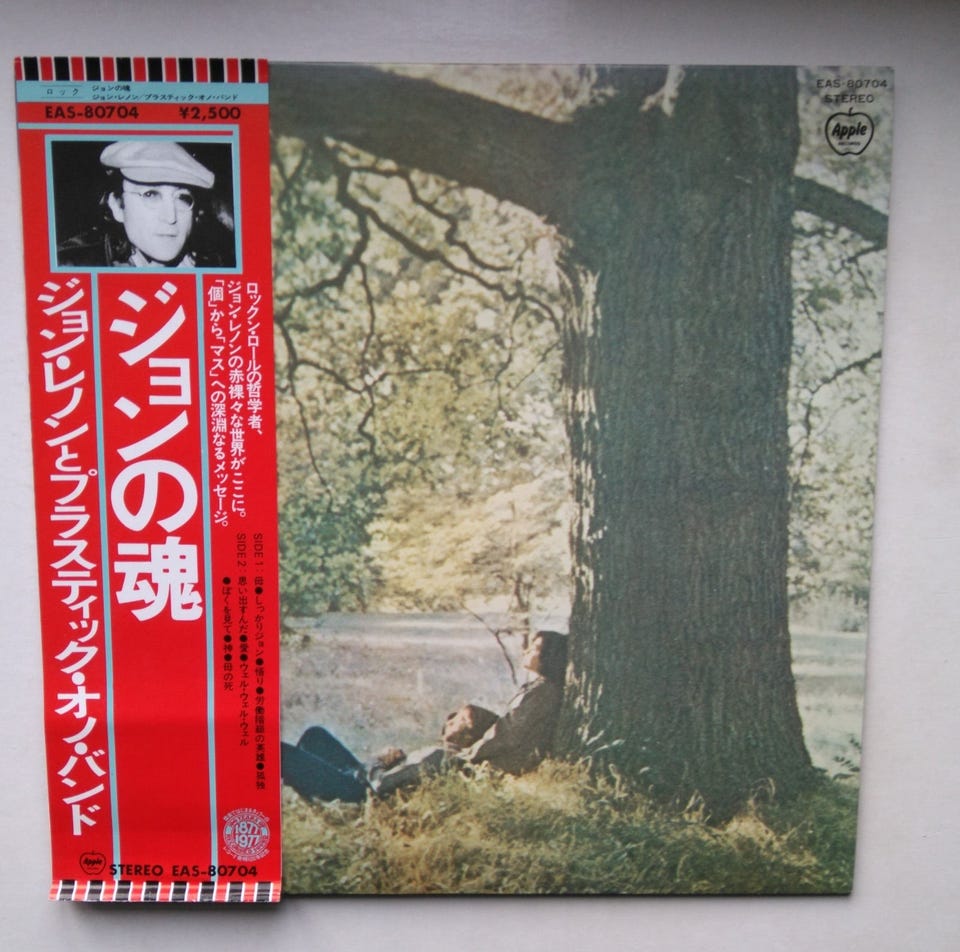 ロック
ジョンの魂
ジョン・レノン/プラスティック・オノ・バンド
EAS-80704 ¥2,500
ロックン・ロールの哲学者、
ジョン・レノンの赤裸々な世界がここに。
「個」から「マス」への深淵なるメッセージ。
ジョンの魂
ジョン・レノンとプラスティック・オノ・バンド
SIDE 1:母●しっかりジョン●悟り●労働階級の英雄●孤独
SIDE 2:思い出すんだ●愛●ウェル・ウェル・ウェル
●ぼくを見て●神●母の死
1877
1977
Apple
STEREO EAS-80704
EAS-80704
STEREO
Apple
RECORDS